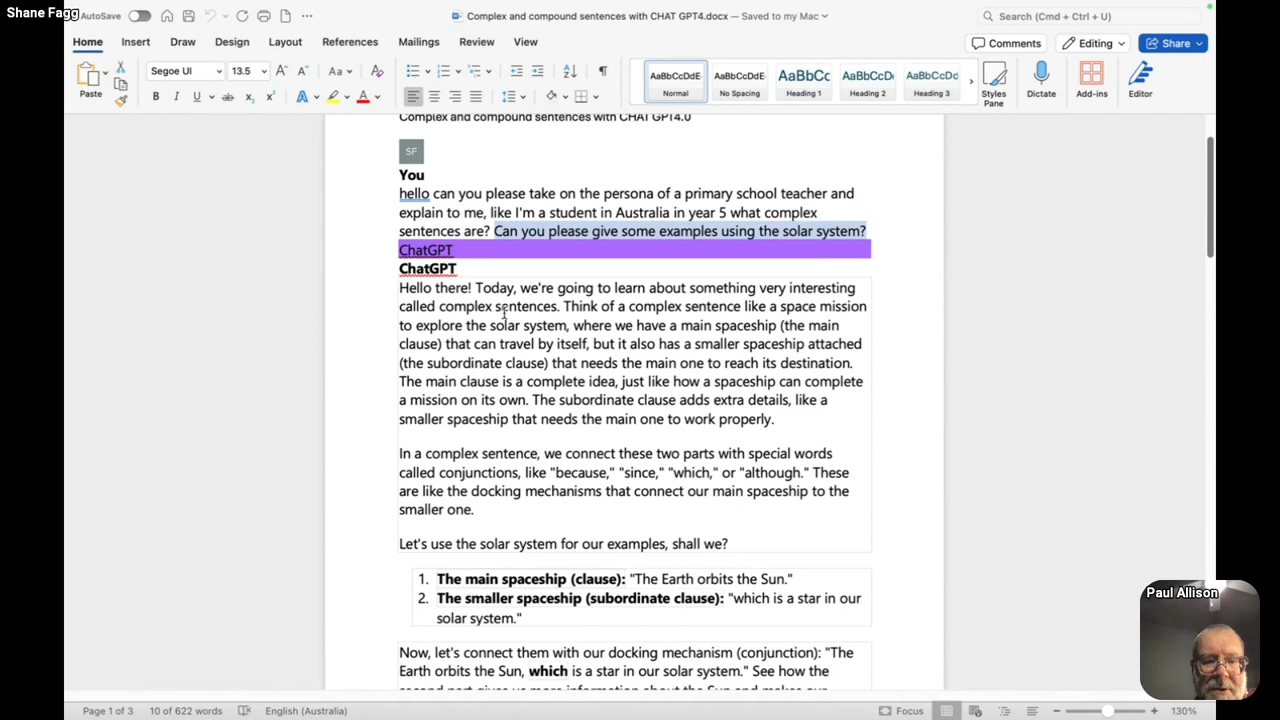 Shane Fagg
AutoSave
Complex and compound sentences with CHAT GPT4.docx — Saved to my Mac
Search (Cmd + Ctrl + U)
Home Insert Draw Design Layout References Mailings Review View
Comments Editing Share
Paste
Segoe UI 13.5
AaBbCcDdE AaBbCcDdE AaBbCc AaBbCcDc AaBbCcDc
Normal No Spacing Heading 1 Heading 2 Heading 3
Styles Pane
Dictate
Add-ins
Editor
Complex and compound sentences with CHAT GPT4.0
SF
You
hello can you please take on the persona of a primary school teacher and
explain to me, like I'm a student in Australia in year 5 what complex
sentences are? Can you please give some examples using the solar system?
ChatGPT
ChatGPT
Hello there! Today, we're going to learn about something very interesting
called complex sentences. Think of a complex sentence like a space mission
to explore the solar system, where we have a main spaceship (the main
clause) that can travel by itself, but it also has a smaller spaceship attached
(the subordinate clause) that needs the main one to reach its destination.
The main clause is a complete idea, just like how a spaceship can complete
a mission on its own. The subordinate clause adds extra details, like a
smaller spaceship that needs the main one to work properly.
In a complex sentence, we connect these two parts with special words
called conjunctions, like "because," "since," "which," or "although." These
are like the docking mechanisms that connect our main spaceship to the
smaller one.
Let's use the solar system for our examples, shall we?
1. The main spaceship (clause): "The Earth orbits the Sun."
2. The smaller spaceship (subordinate clause): "which is a star in our
solar system."
Now, let's connect them with our docking mechanism (conjunction): "The
Earth orbits the Sun, which is a star in our solar system." See how the
second part gives us more information about the Sun and makes our
Paul Allison
Page 1 of 3 10 of 622 words English (Australia) Focus 130%